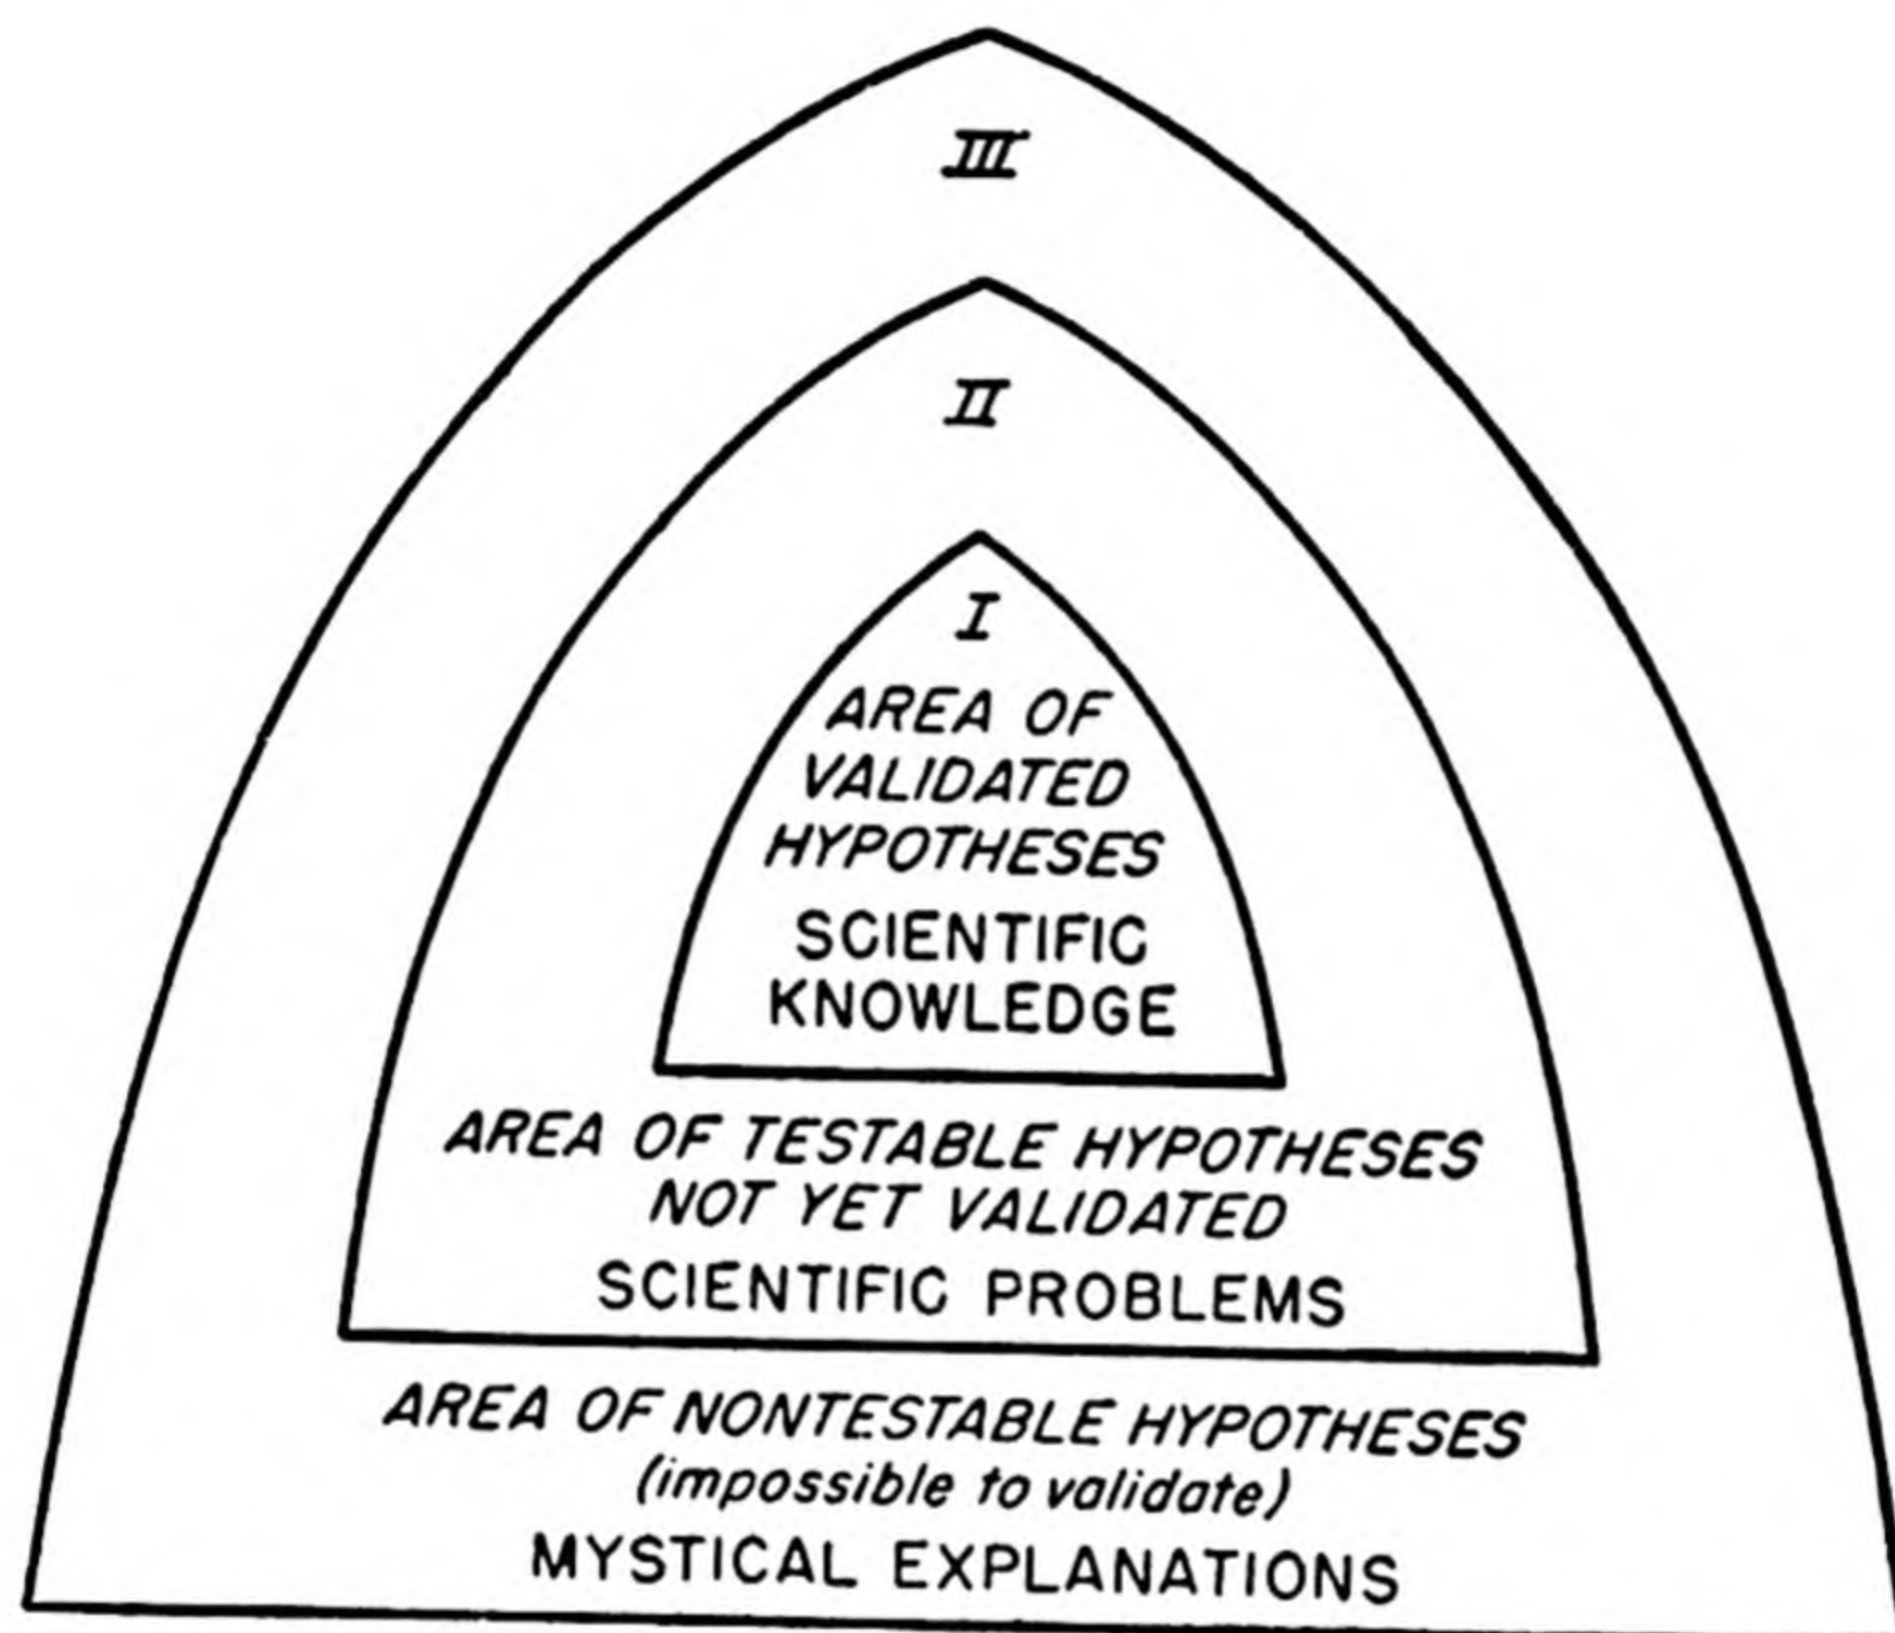 III
II
I
AREA OF
VALIDATED
HYPOTHESES
SCIENTIFIC
KNOWLEDGE
AREA OF TESTABLE HYPOTHESES
NOT YET VALIDATED
SCIENTIFIC PROBLEMS
AREA OF NONTESTABLE HYPOTHESES
(impossible to validate)
MYSTICAL EXPLANATIONS